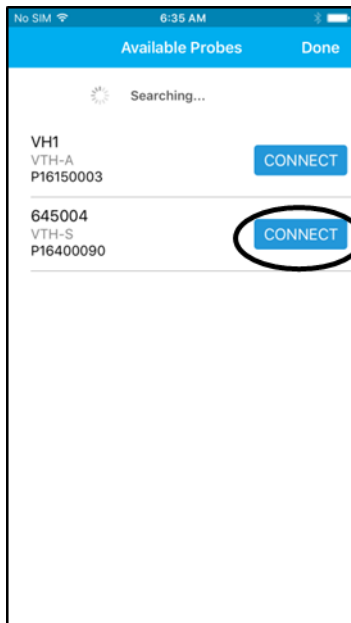 No SIM 6:35 AM
Available Probes Done
Searching...
VH1
VTH-A
P16150003
CONNECT
645004
VTH-S
P16400090
CONNECT